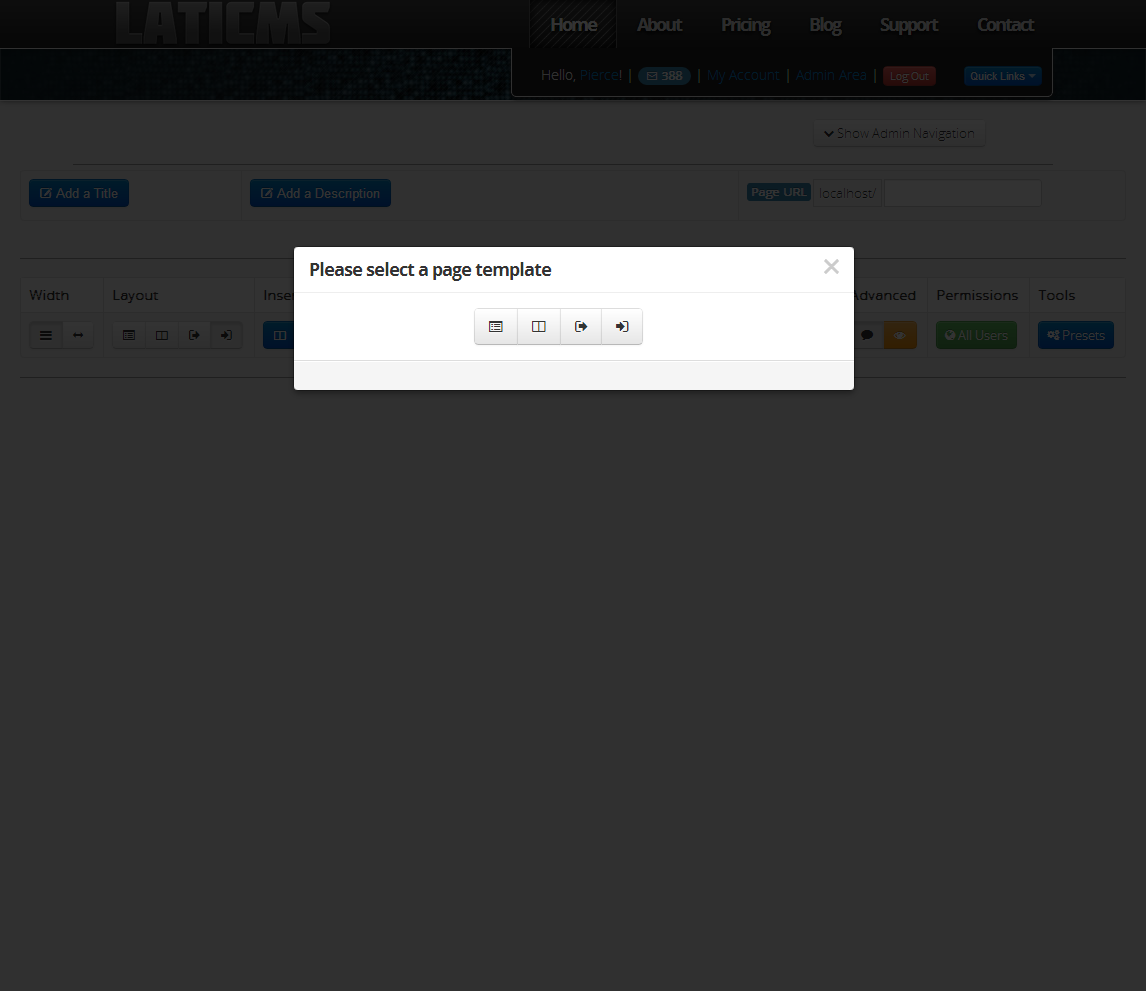 LATICMS
Home About Pricing Blog Support Contact
Hello, Pierce! | 388 | My Account | Admin Area | Log Out Quick Links
Show Admin Navigation
Add a Title Add a Description Page URL localhost/
Please select a page template
Width Layout Advanced Permissions Tools
All Users Presets